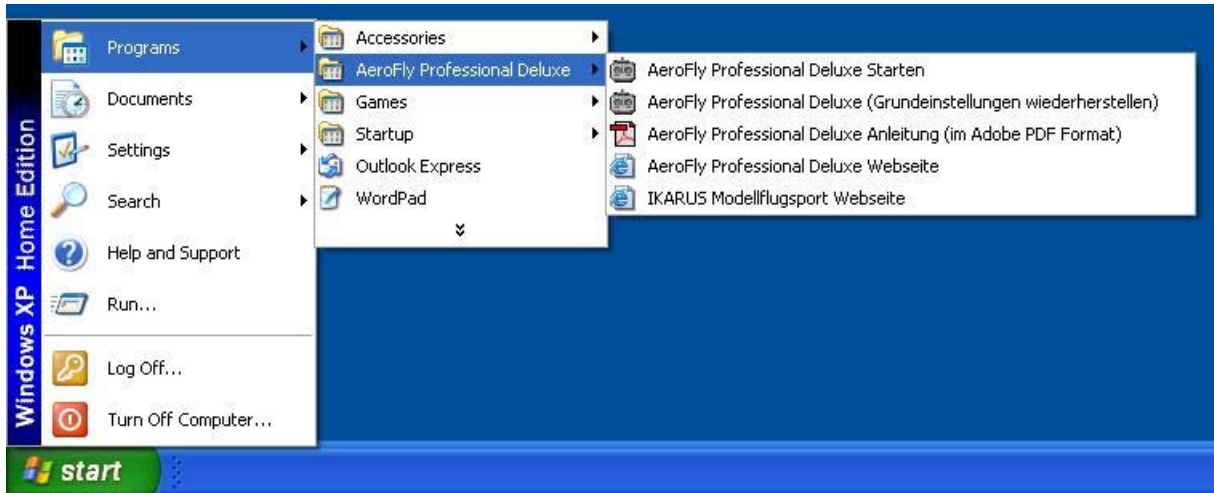 Windows XP Home Edition
Programs
Documents
Settings
Search
Help and Support
Run...
Log Off...
Turn Off Computer...
start
Accessories
AeroFly Professional Deluxe
Games
Startup
Outlook Express
WordPad
AeroFly Professional Deluxe Starten
AeroFly Professional Deluxe (Grundeinstellungen wiederherstellen)
AeroFly Professional Deluxe Anleitung (im Adobe PDF Format)
AeroFly Professional Deluxe Webseite
IKARUS Modellflugsport Webseite